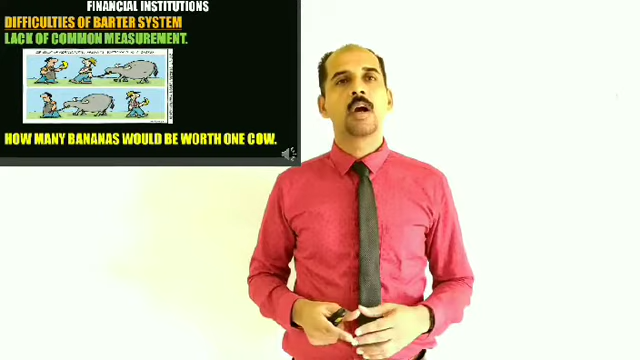 FINANCIAL INSTITUTIONS
DIFFICULTIES OF BARTER SYSTEM
LACK OF COMMON MEASUREMENT.
HOW MANY BANANAS WOULD BE WORTH ONE COW.